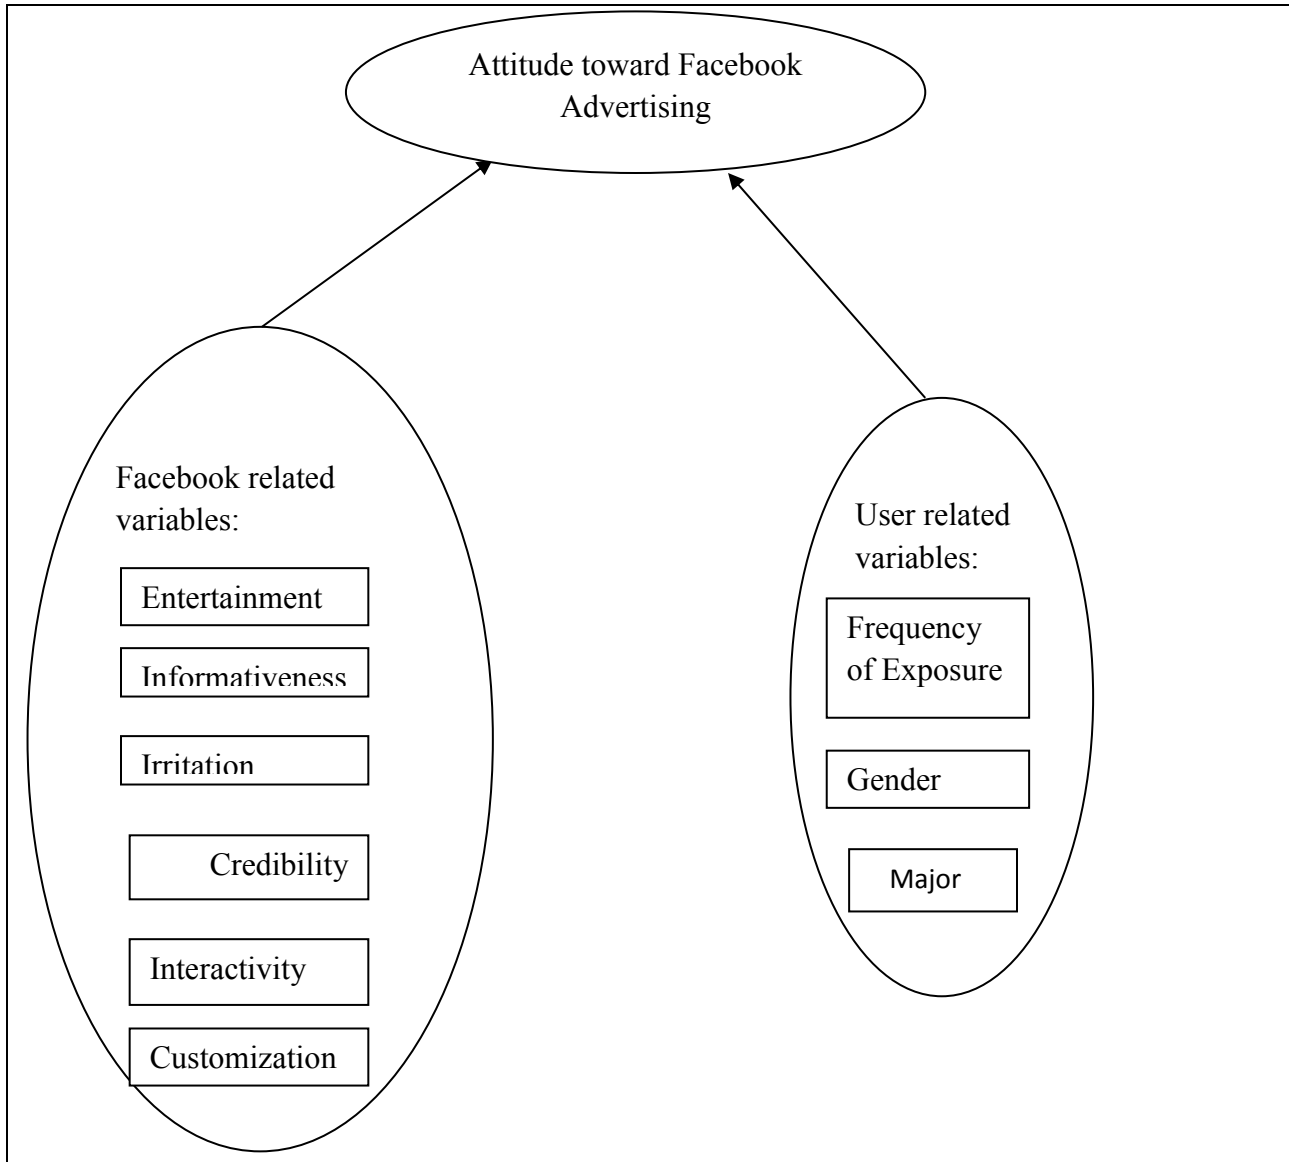 Attitude toward Facebook
Advertising
Facebook related
variables:
Entertainment
Informativeness
Irritation
Credibility
Interactivity
Customization
User related
variables:
Frequency
of Exposure
Gender
Major